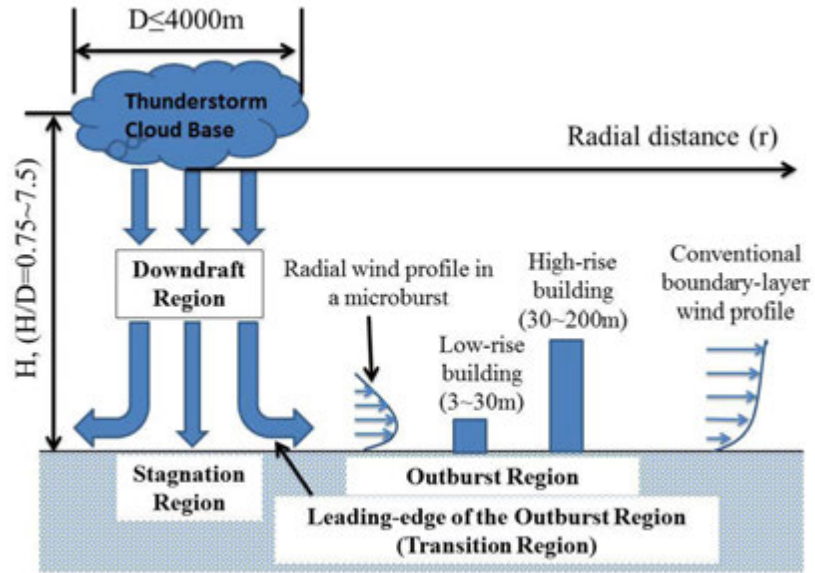 D≤4000m
Thunderstorm
Cloud Base
Radial distance (r)
H, (H/D=0.75~7.5)
Downdraft
Region
Radial wind profile in
a microburst
High-rise
building
(30~200m)
Low-rise
building
(3~30m)
Conventional
boundary-layer
wind profile
Stagnation
Region
Outburst Region
Leading-edge of the Outburst Region
(Transition Region)